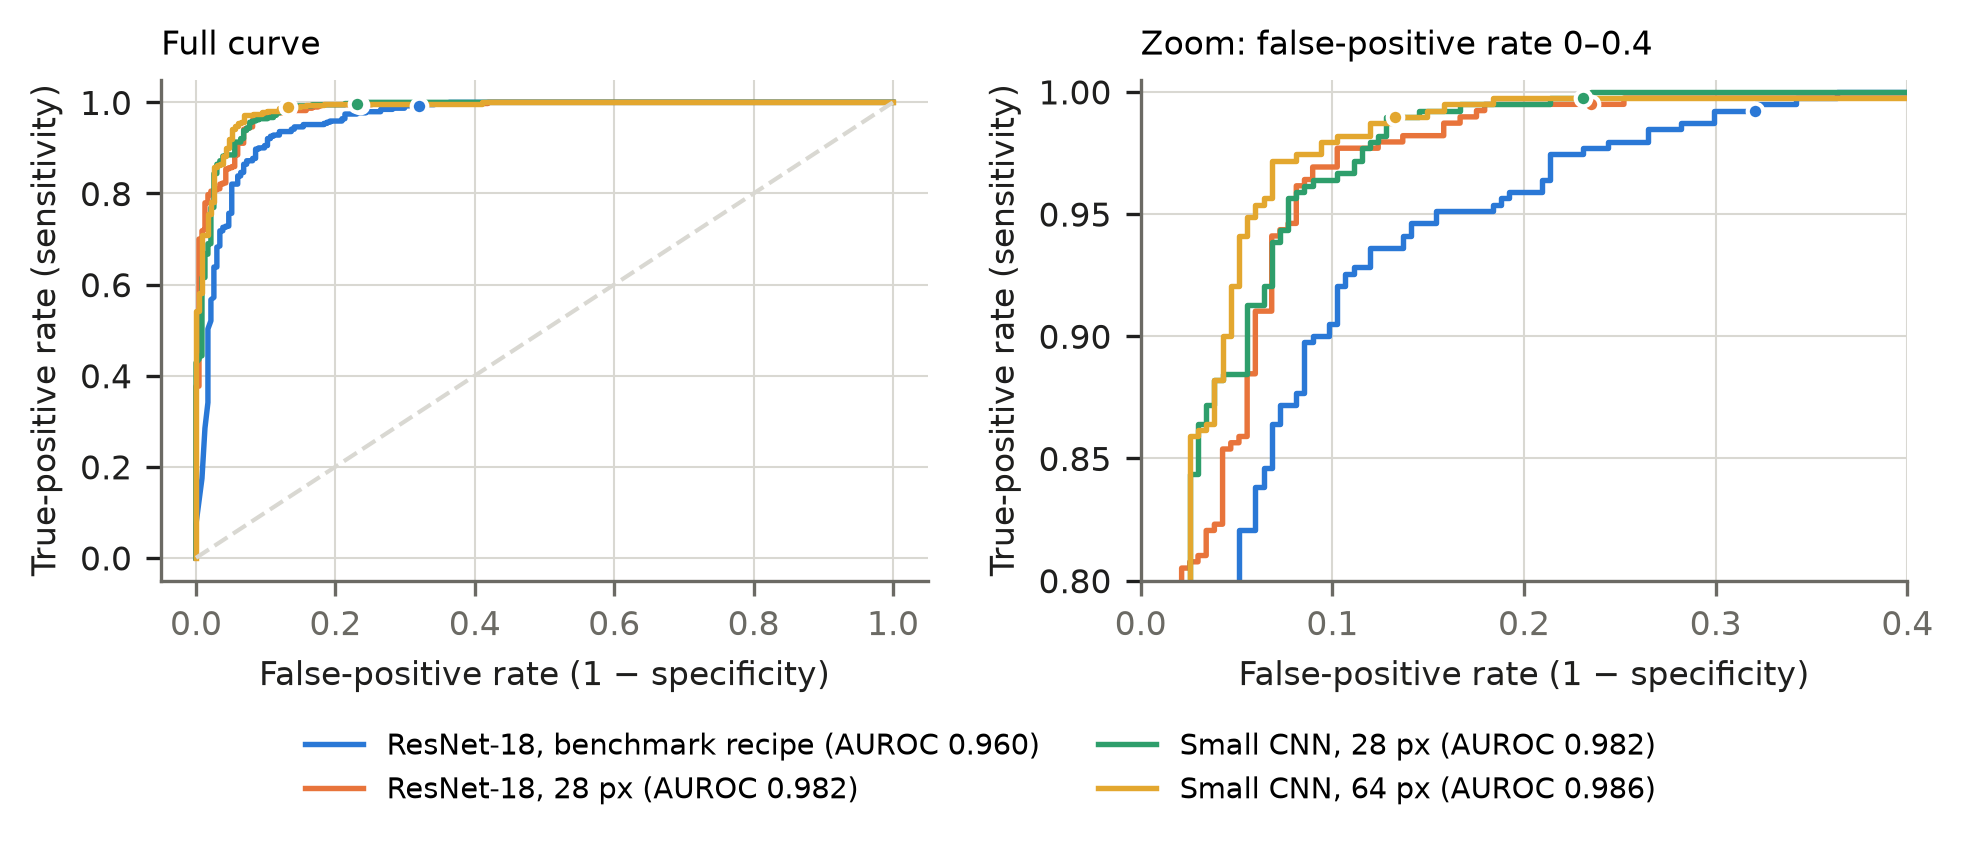 Full curve
True-positive rate (sensitivity)
1.0
0.8
0.6
0.4
0.2
0.0
0.0 0.2 0.4 0.6 0.8 1.0
False-positive rate (1 − specificity)
Zoom: false-positive rate 0–0.4
True-positive rate (sensitivity)
1.00
0.95
0.90
0.85
0.80
0.0 0.1 0.2 0.3 0.4
False-positive rate (1 − specificity)
ResNet-18, benchmark recipe (AUROC 0.960)
ResNet-18, 28 px (AUROC 0.982)
Small CNN, 28 px (AUROC 0.982)
Small CNN, 64 px (AUROC 0.986)